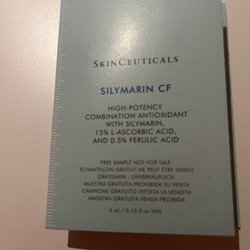 SKINCEUTICALS
SILYMARIN CF
HIGH-POTENCY
COMBINATION ANTIOXIDANT
WITH SILYMARIN,
15% L-ASCORBIC ACID,
AND 0.5% FERULIC ACID
FREE SAMPLE NOT FOR SALE
ÉCHANTILLON GRATUIT NE PEUT ÊTRE VENDU
GRATISMINI - UNVERKÄUFLICH
MUESTRA GRATUITA PROHIBIDA SU VENTA
CAMPIONE GRATUITO VIETATA LA VENDITA
AMOSTRA GRATUITA VENDA PROIBIDA
4 ml / 0.13 fl oz VIAL